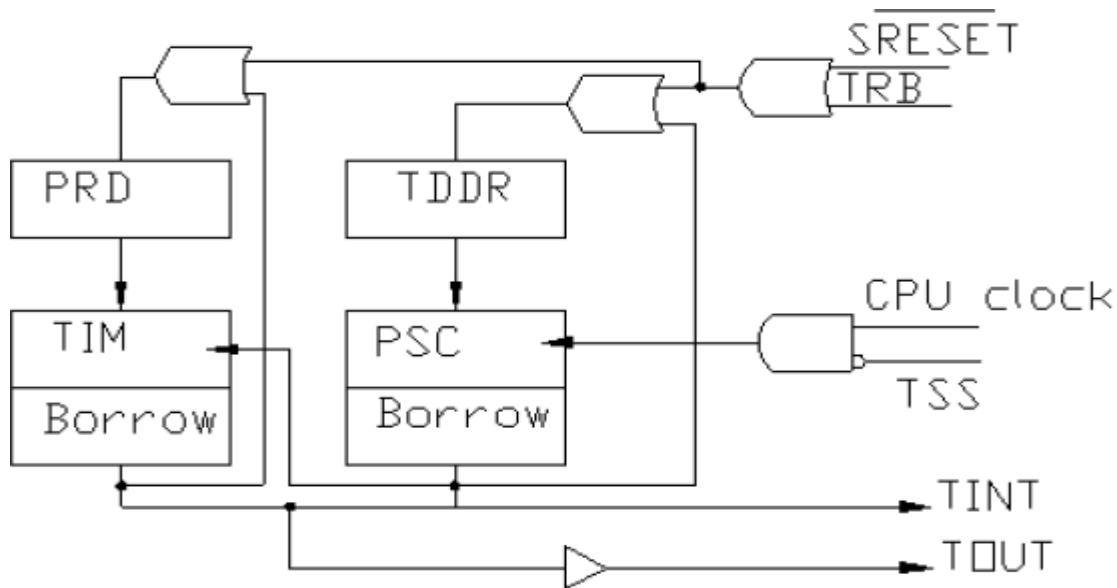 SRESET
TRB
PRD
TDDR
CPU clock
TIM
PSC
TSS
Borrow
Borrow
TINT
TOUT